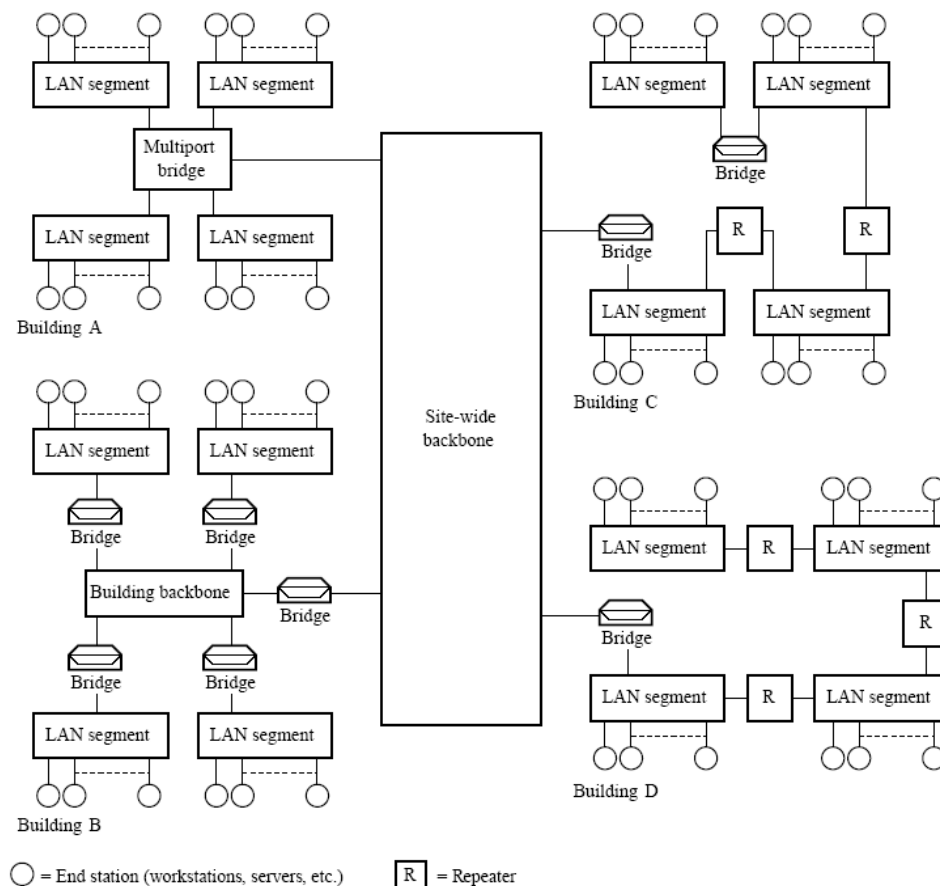 LAN segment
LAN segment
Multiport
bridge
LAN segment
LAN segment
Building A
LAN segment
LAN segment
Bridge
Bridge
Building backbone
Bridge
Bridge
Bridge
LAN segment
LAN segment
Building B
Site-wide
backbone
LAN segment
LAN segment
Bridge
R
R
Bridge
LAN segment
LAN segment
Building C
LAN segment
R
LAN segment
R
Bridge
LAN segment
R
LAN segment
Building D
= End station (workstations, servers, etc.)
R = Repeater